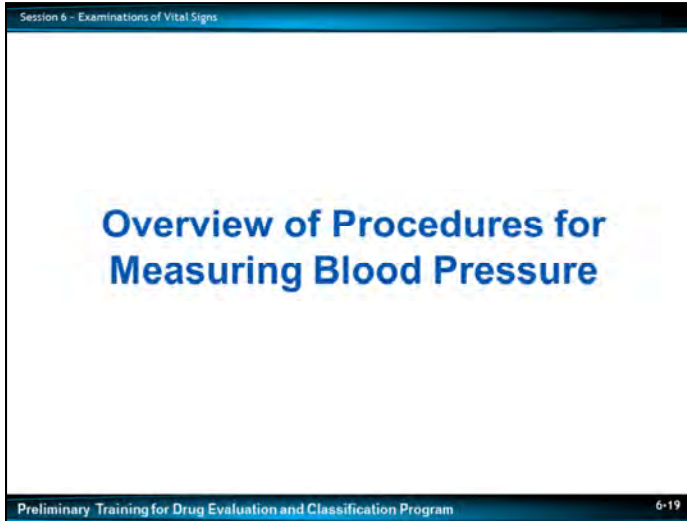 Session 6 – Examinations of Vital Signs
Overview of Procedures for
Measuring Blood Pressure
Preliminary Training for Drug Evaluation and Classification Program
6-19